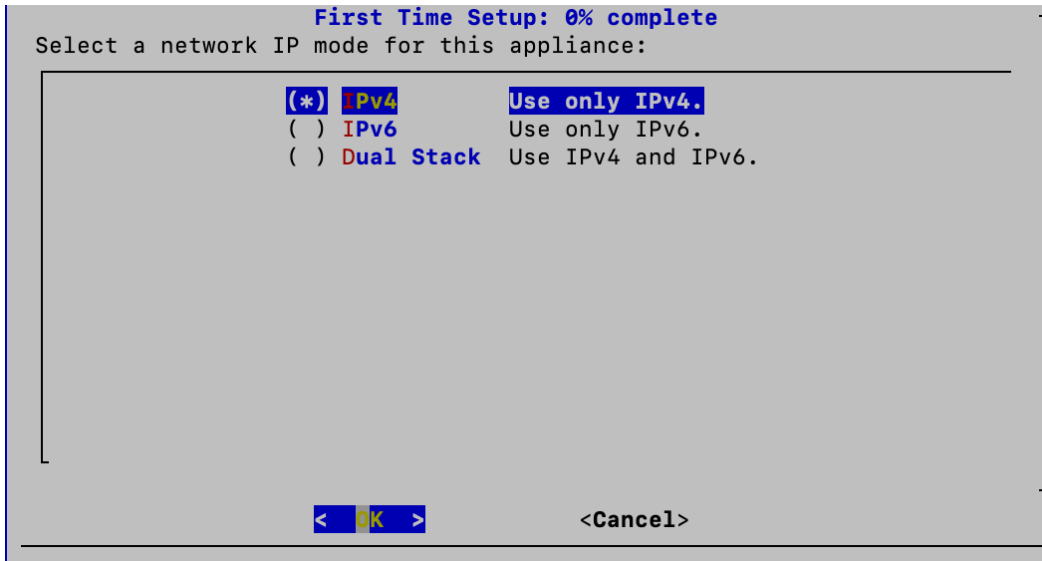 First Time Setup: 0% complete
Select a network IP mode for this appliance:
(*) IPv4 Use only IPv4.
( ) IPv6 Use only IPv6.
( ) Dual Stack Use IPv4 and IPv6.
< OK > <Cancel>